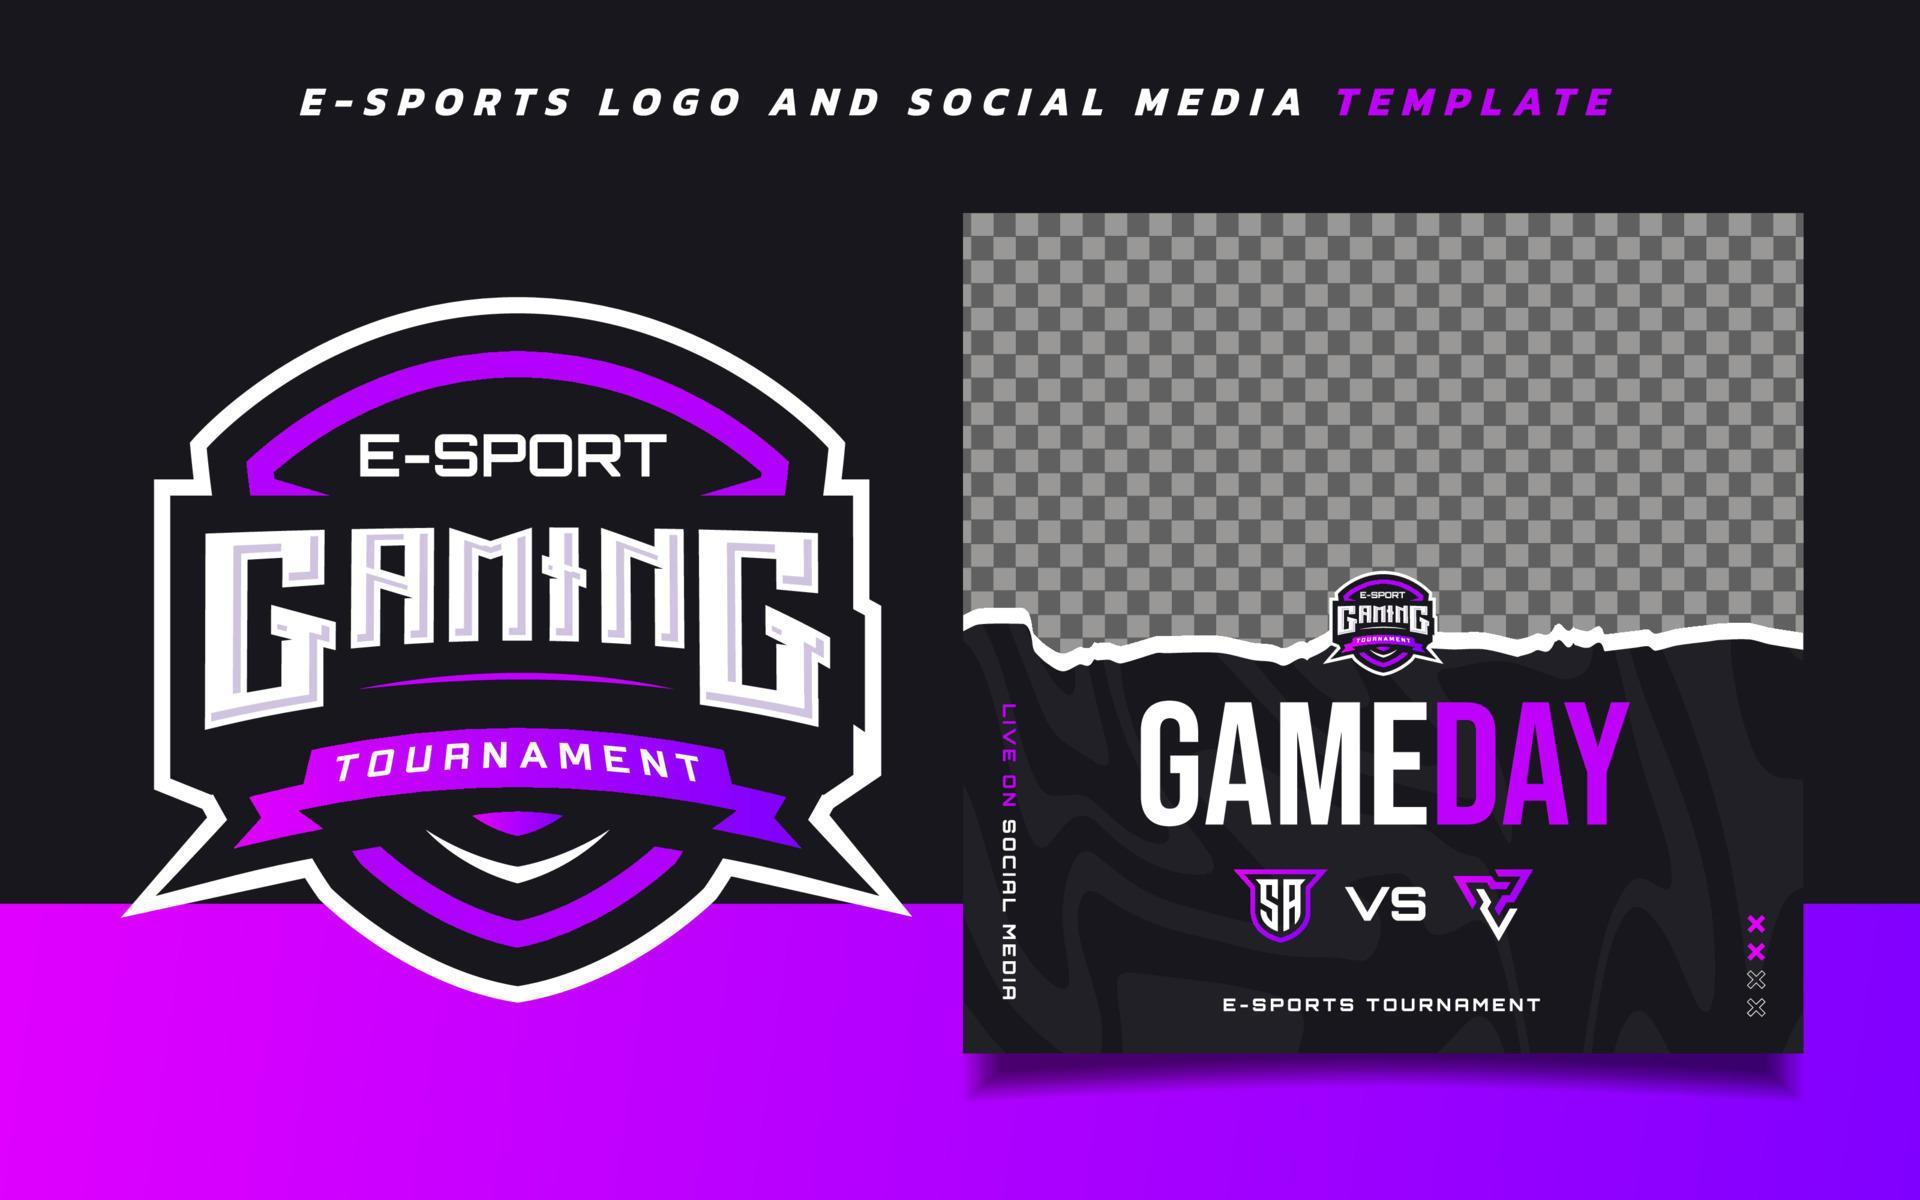 E-SPORTS LOGO AND SOCIAL MEDIA TEMPLATE
E-SPORT
GAMING
TOURNAMENT
E-SPORT
GAMING
TOURNAMENT
GAMEDAY
LIVE ON SOCIAL MEDIA
SA VS
E-SPORTS TOURNAMENT